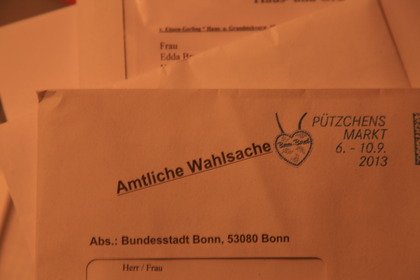 Frau
Edda
Amtliche Wahlsache
PÜTZCHENS
MARKT
6. - 10.9.
2013
Abs.: Bundesstadt Bonn, 53080 Bonn
Herr / Frau